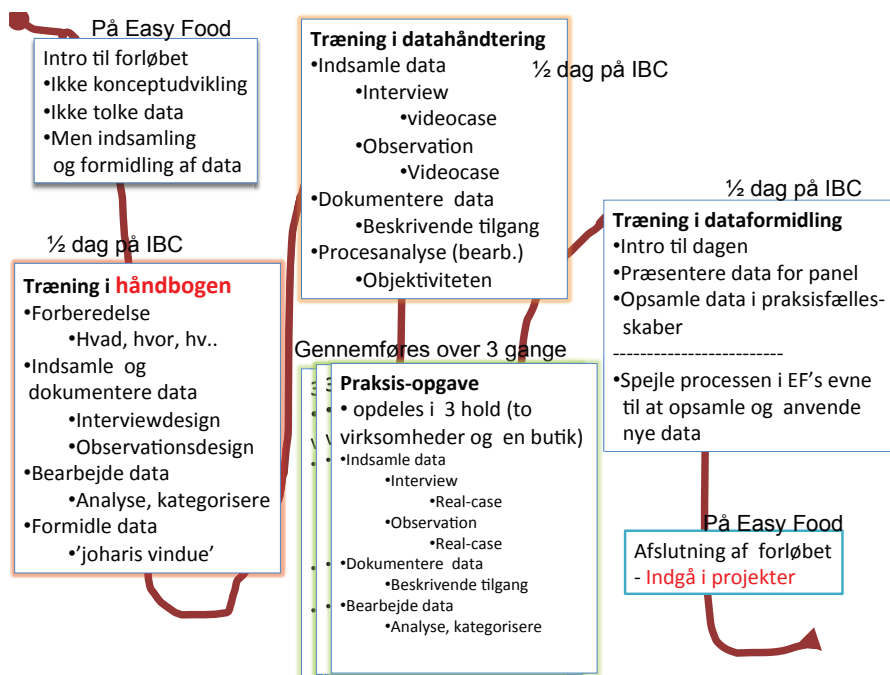 På Easy Food
Intro til forløbet
•Ikke konceptudvikling
•Ikke tolke data
•Men indsamling
og formidling af data
½ dag på IBC
Træning i håndbogen
•Forberedelse
•Hvad, hvor, hv..
•Indsamle og
dokumentere data
•Interviewdesign
•Observationsdesign
•Bearbejde data
•Analyse, kategorisere
•Formidle data
•'joharis vindue'
½ dag på IBC
Træning i datahåndtering
•Indsamle data
•Interview
•videocase
•Observation
•Videocase
•Dokumentere data
•Beskrivende tilgang
•Procesanalyse (bearb.)
•Objektiviteten
Gennemføres over 3 gange
Praksis-opgave
• opdeles i 3 hold (to
virksomheder og en butik)
•Indsamle data
•Interview
•Real-case
•Observation
•Real-case
•Dokumentere data
•Beskrivende tilgang
•Bearbejde data
•Analyse, kategorisere
½ dag på IBC
Træning i dataformidling
•Intro til dagen
•Præsentere data for panel
•Opsamle data i praksisfælles-
skaber
-------------------------
•Spejle processen i EF's evne
til at opsamle og anvende
nye data
På Easy Food
Afslutning af forløbet
- Indgå i projekter